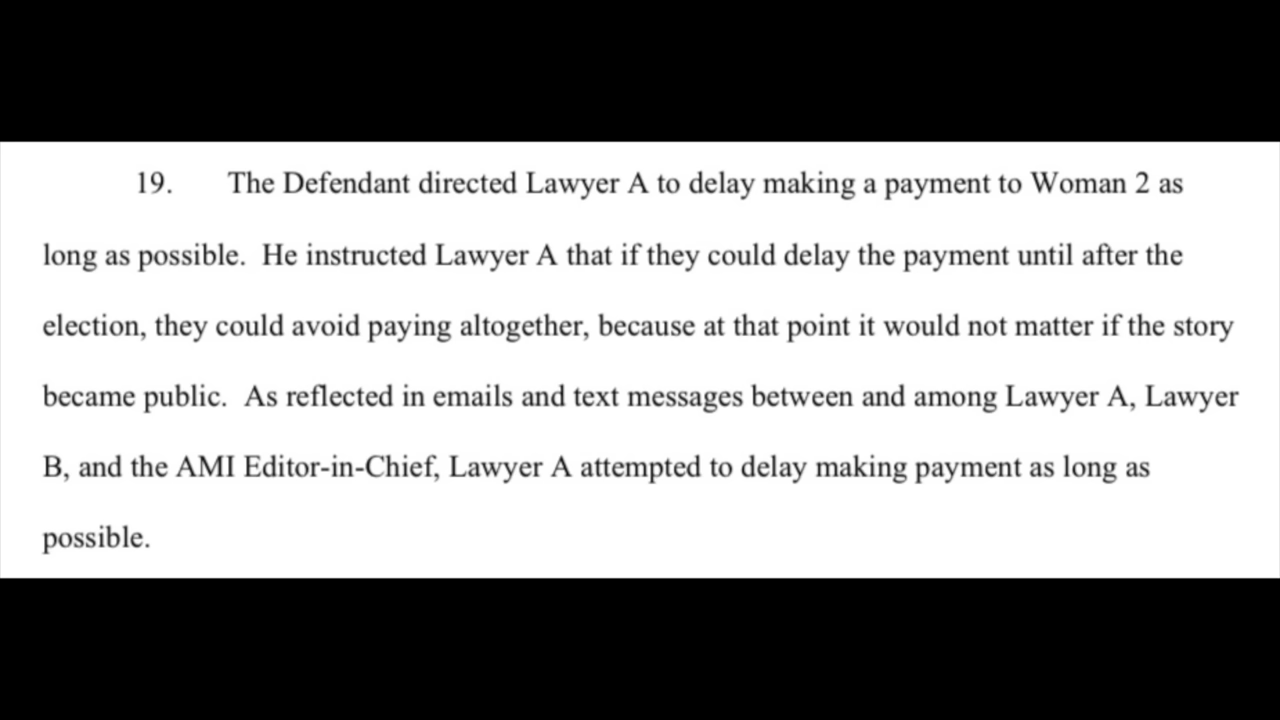 19. The Defendant directed Lawyer A to delay making a payment to Woman 2 as
long as possible. He instructed Lawyer A that if they could delay the payment until after the
election, they could avoid paying altogether, because at that point it would not matter if the story
became public. As reflected in emails and text messages between and among Lawyer A, Lawyer
B, and the AMI Editor-in-Chief, Lawyer A attempted to delay making payment as long as
possible.